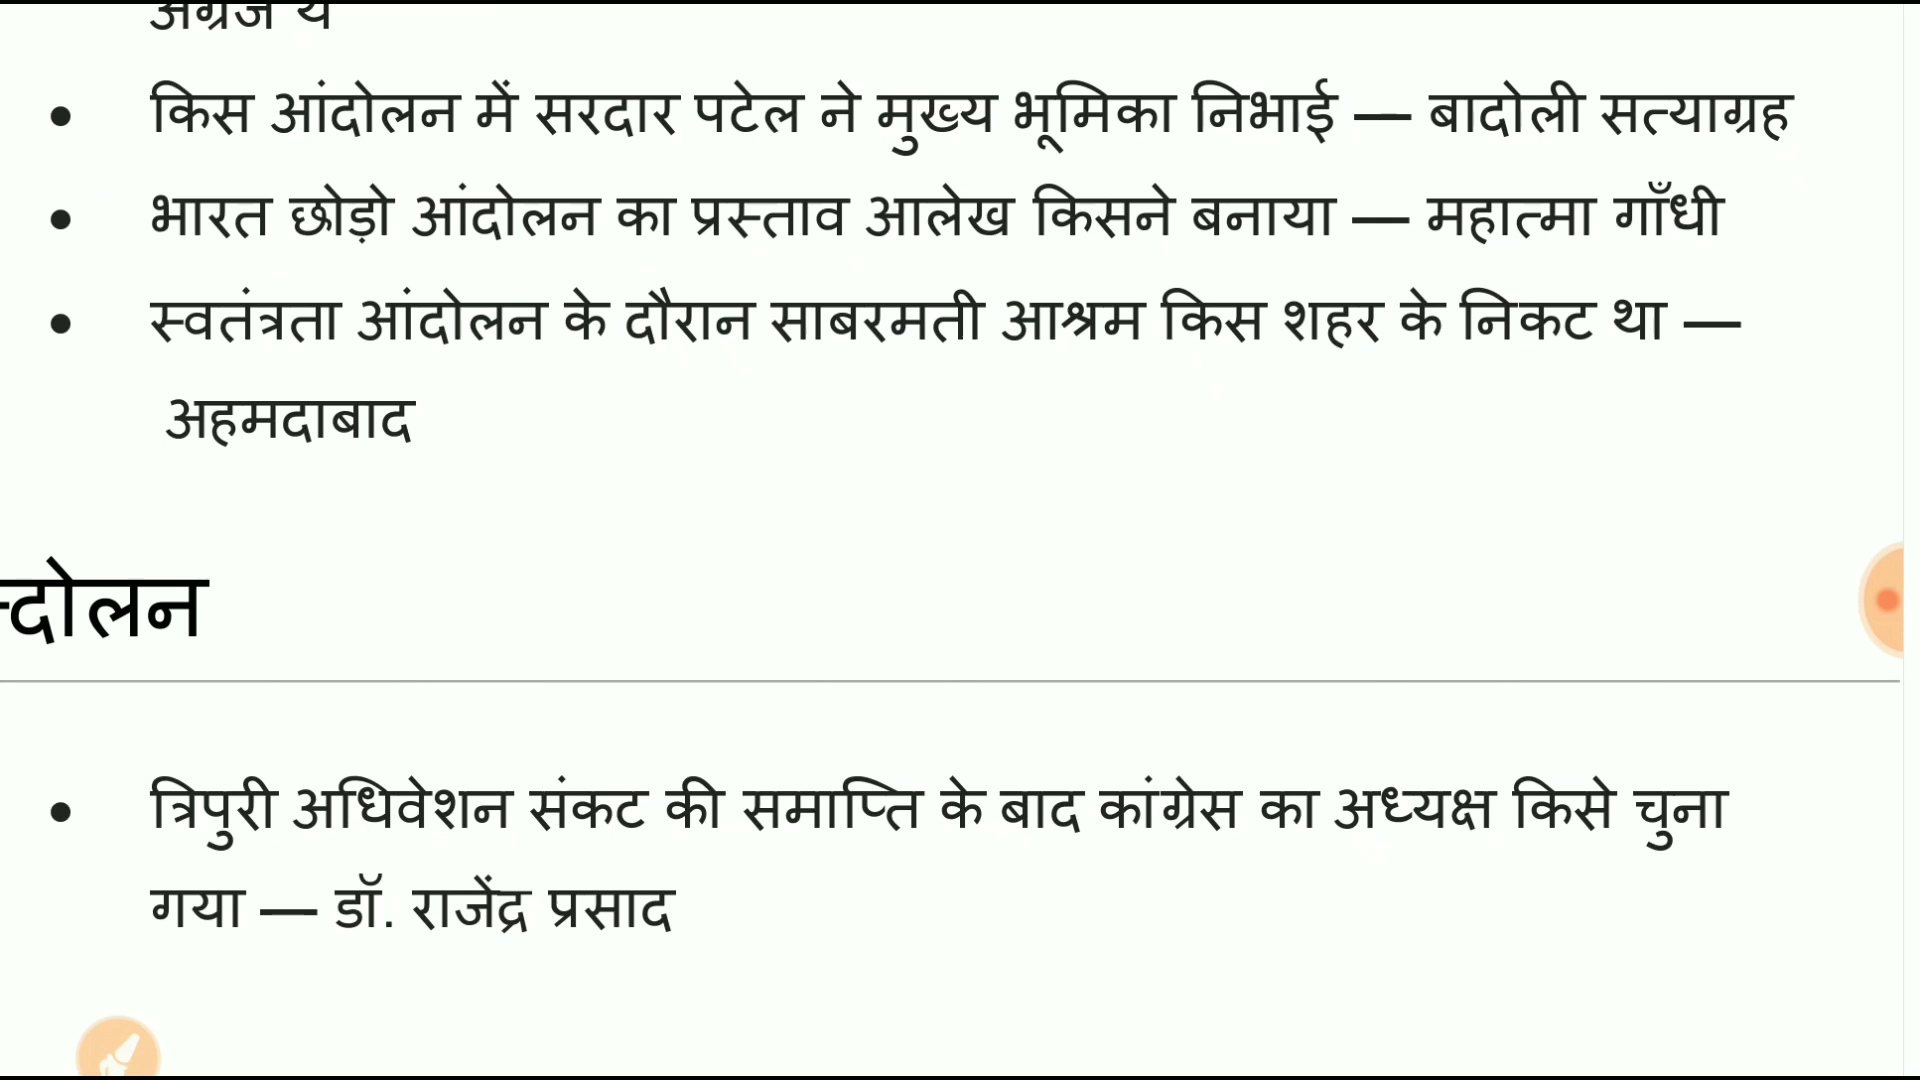 किस आंदोलन में सरदार पटेल ने मुख्य भूमिका निभाई — बादोली सत्याग्रह
भारत छोड़ो आंदोलन का प्रस्ताव आलेख किसने बनाया — महात्मा गाँधी
स्वतंत्रता आंदोलन के दौरान साबरमती आश्रम किस शहर के निकट था —
अहमदाबाद
न्दोलन
त्रिपुरी अधिवेशन संकट की समाप्ति के बाद कांग्रेस का अध्यक्ष किसे चुना
गया — डॉ. राजेंद्र प्रसाद